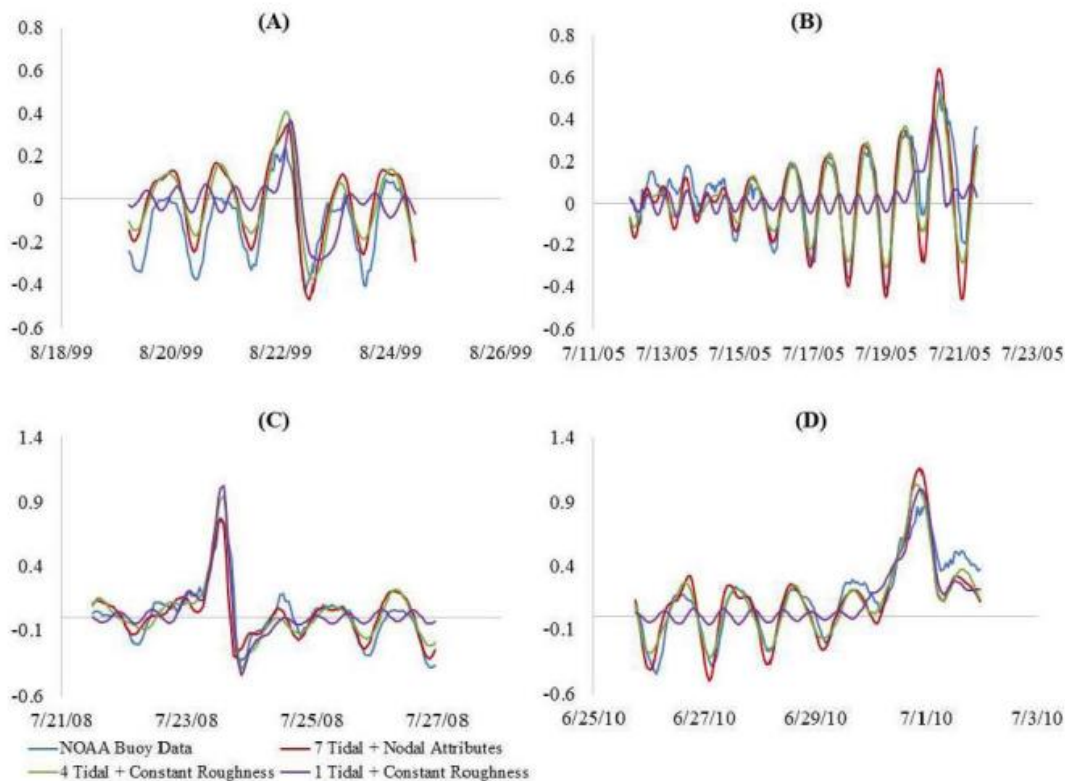 (A)
0.8
0.6
0.4
0.2
0
-0.2
-0.4
-0.6
8/18/99 8/20/99 8/22/99 8/24/99 8/26/99
(B)
0.8
0.6
0.4
0.2
0
-0.2
-0.4
-0.6
7/11/05 7/13/05 7/15/05 7/17/05 7/19/05 7/21/05 7/23/05
(C)
1.4
0.9
0.4
-0.1
-0.6
7/21/08 7/23/08 7/25/08 7/27/08
(D)
1.4
0.9
0.4
-0.1
-0.6
6/25/10 6/27/10 6/29/10 7/1/10 7/3/10
NOAA Buoy Data 7 Tidal + Nodal Attributes
4 Tidal + Constant Roughness 1 Tidal + Constant Roughness